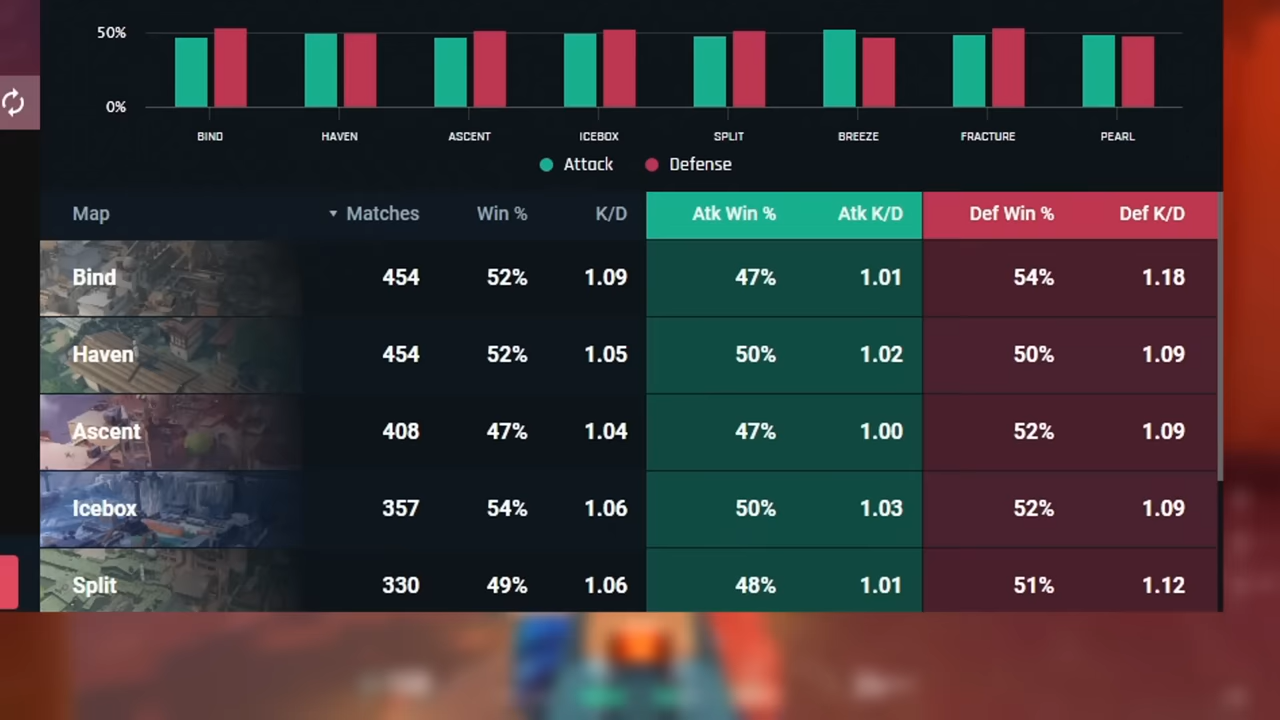 50%
0%
BIND HAVEN ASCENT ICEBOX SPLIT BREEZE FRACTURE PEARL
Attack Defense
Map Matches Win % K/D Atk Win % Atk K/D Def Win % Def K/D
Bind 454 52% 1.09 47% 1.01 54% 1.18
Haven 454 52% 1.05 50% 1.02 50% 1.09
Ascent 408 47% 1.04 47% 1.00 52% 1.09
Icebox 357 54% 1.06 50% 1.03 52% 1.09
Split 330 49% 1.06 48% 1.01 51% 1.12